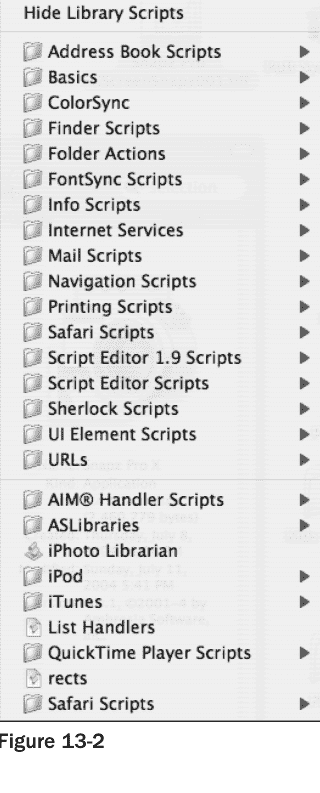 Hide Library Scripts
Address Book Scripts
Basics
ColorSync
Finder Scripts
Folder Actions
FontSync Scripts
Info Scripts
Internet Services
Mail Scripts
Navigation Scripts
Printing Scripts
Safari Scripts
Script Editor 1.9 Scripts
Script Editor Scripts
Sherlock Scripts
UI Element Scripts
URLs
AIM® Handler Scripts
ASLibraries
iPhoto Librarian
iPod
iTunes
List Handlers
QuickTime Player Scripts
rects
Safari Scripts
Figure 13-2